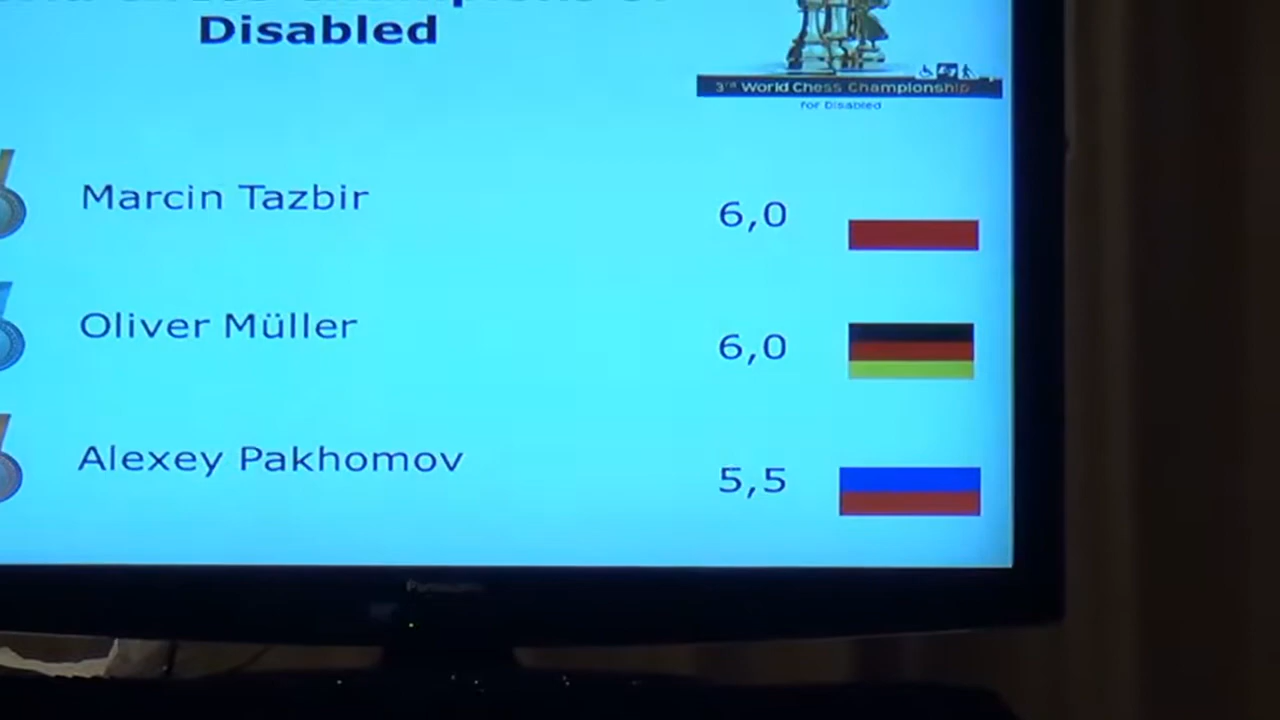 Disabled
3rd World Chess Championship
for Disabled
Marcin Tazbir
6,0
Oliver Müller
6,0
Alexey Pakhomov
5,5